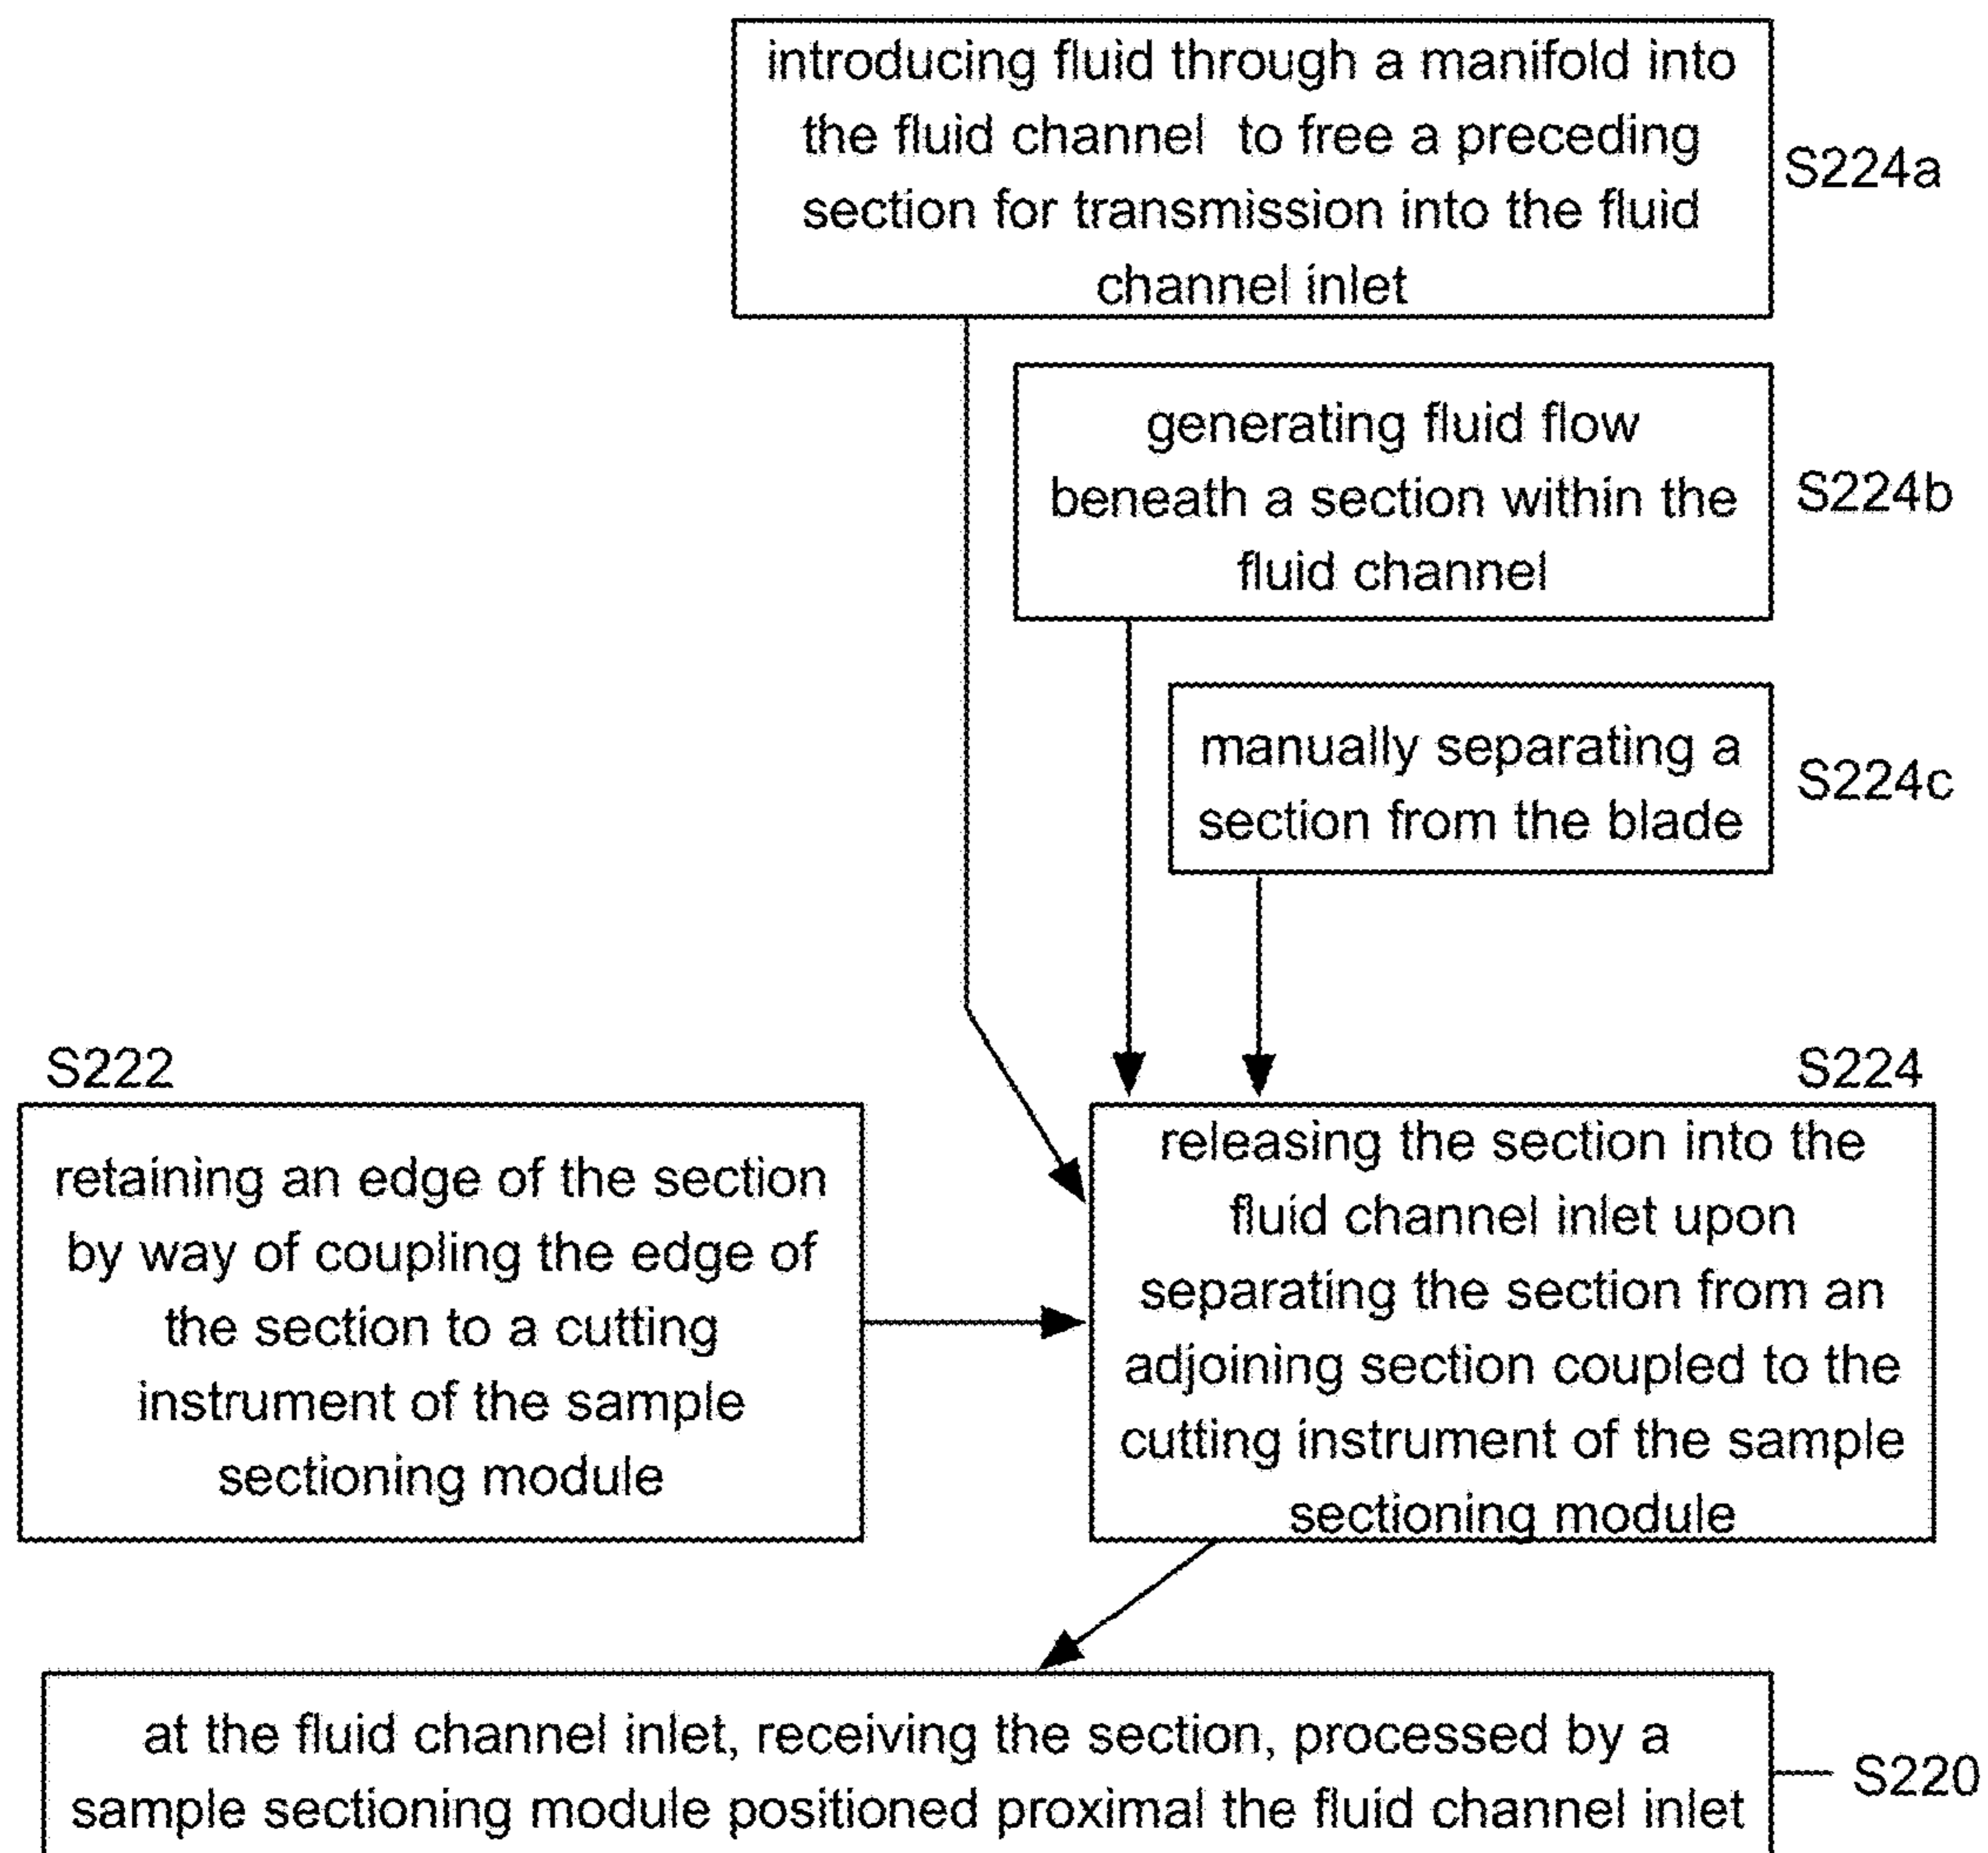 introducing fluid through a manifold into
the fluid channel to free a preceding
section for transmission into the fluid
channel inlet
S224a
generating fluid flow
beneath a section within the
fluid channel
S224b
manually separating a
section from the blade
S224c
S222
retaining an edge of the section
by way of coupling the edge of
the section to a cutting
instrument of the sample
sectioning module
S224
releasing the section into the
fluid channel inlet upon
separating the section from an
adjoining section coupled to the
cutting instrument of the sample
sectioning module
at the fluid channel inlet, receiving the section, processed by a
sample sectioning module positioned proximal the fluid channel inlet
S220